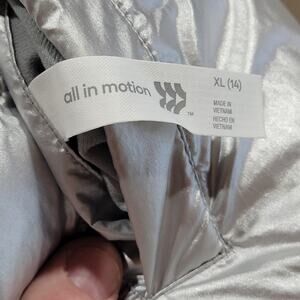 all in motion
TM
XL (14)
MADE IN
VIETNAM
HECHO EN
VIETNAM